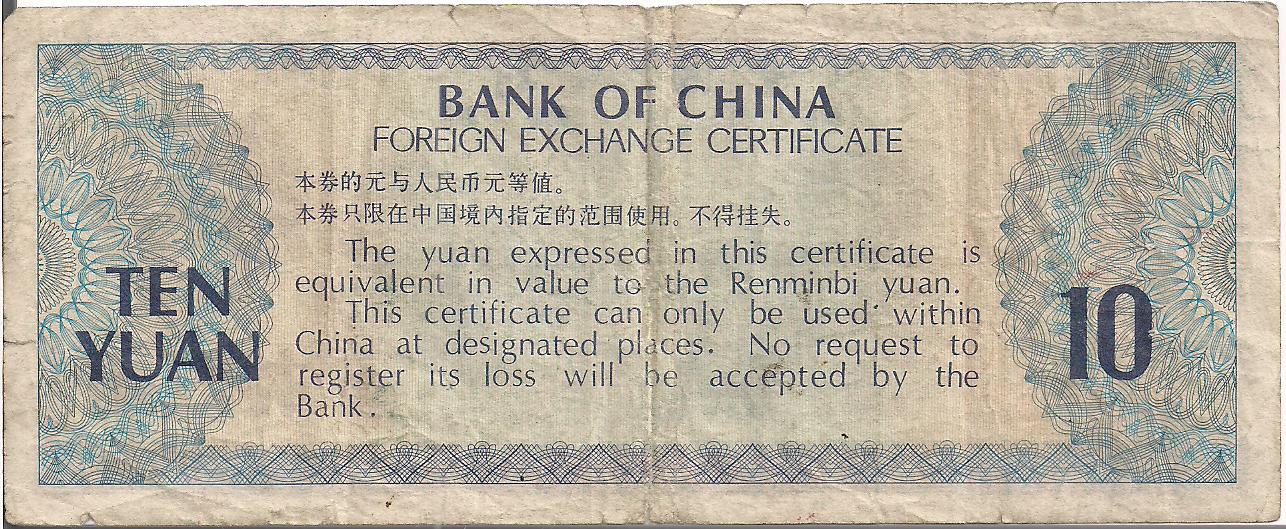 BANK OF CHINA
FOREIGN EXCHANGE CERTIFICATE
本券的元与人民币元等值。
本券只限在中国境内指定的范围使用。不得挂失。
The yuan expressed in this certificate is
equivalent in value to the Renminbi yuan.
This certificate can only be used within
China at designated places. No request to
register its loss will be accepted by the
Bank.
TEN
YUAN
10